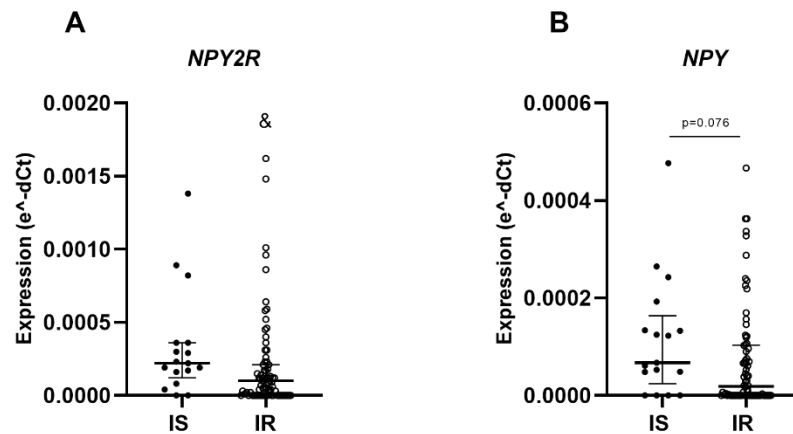 A
NPY2R
0.0020
0.0015
0.0010
0.0005
0.0000
Expression (e^-dCt)
&
IS
IR
B
NPY
0.0006
0.0004
0.0002
0.0000
Expression (e^-dCt)
p=0.076
IS
IR